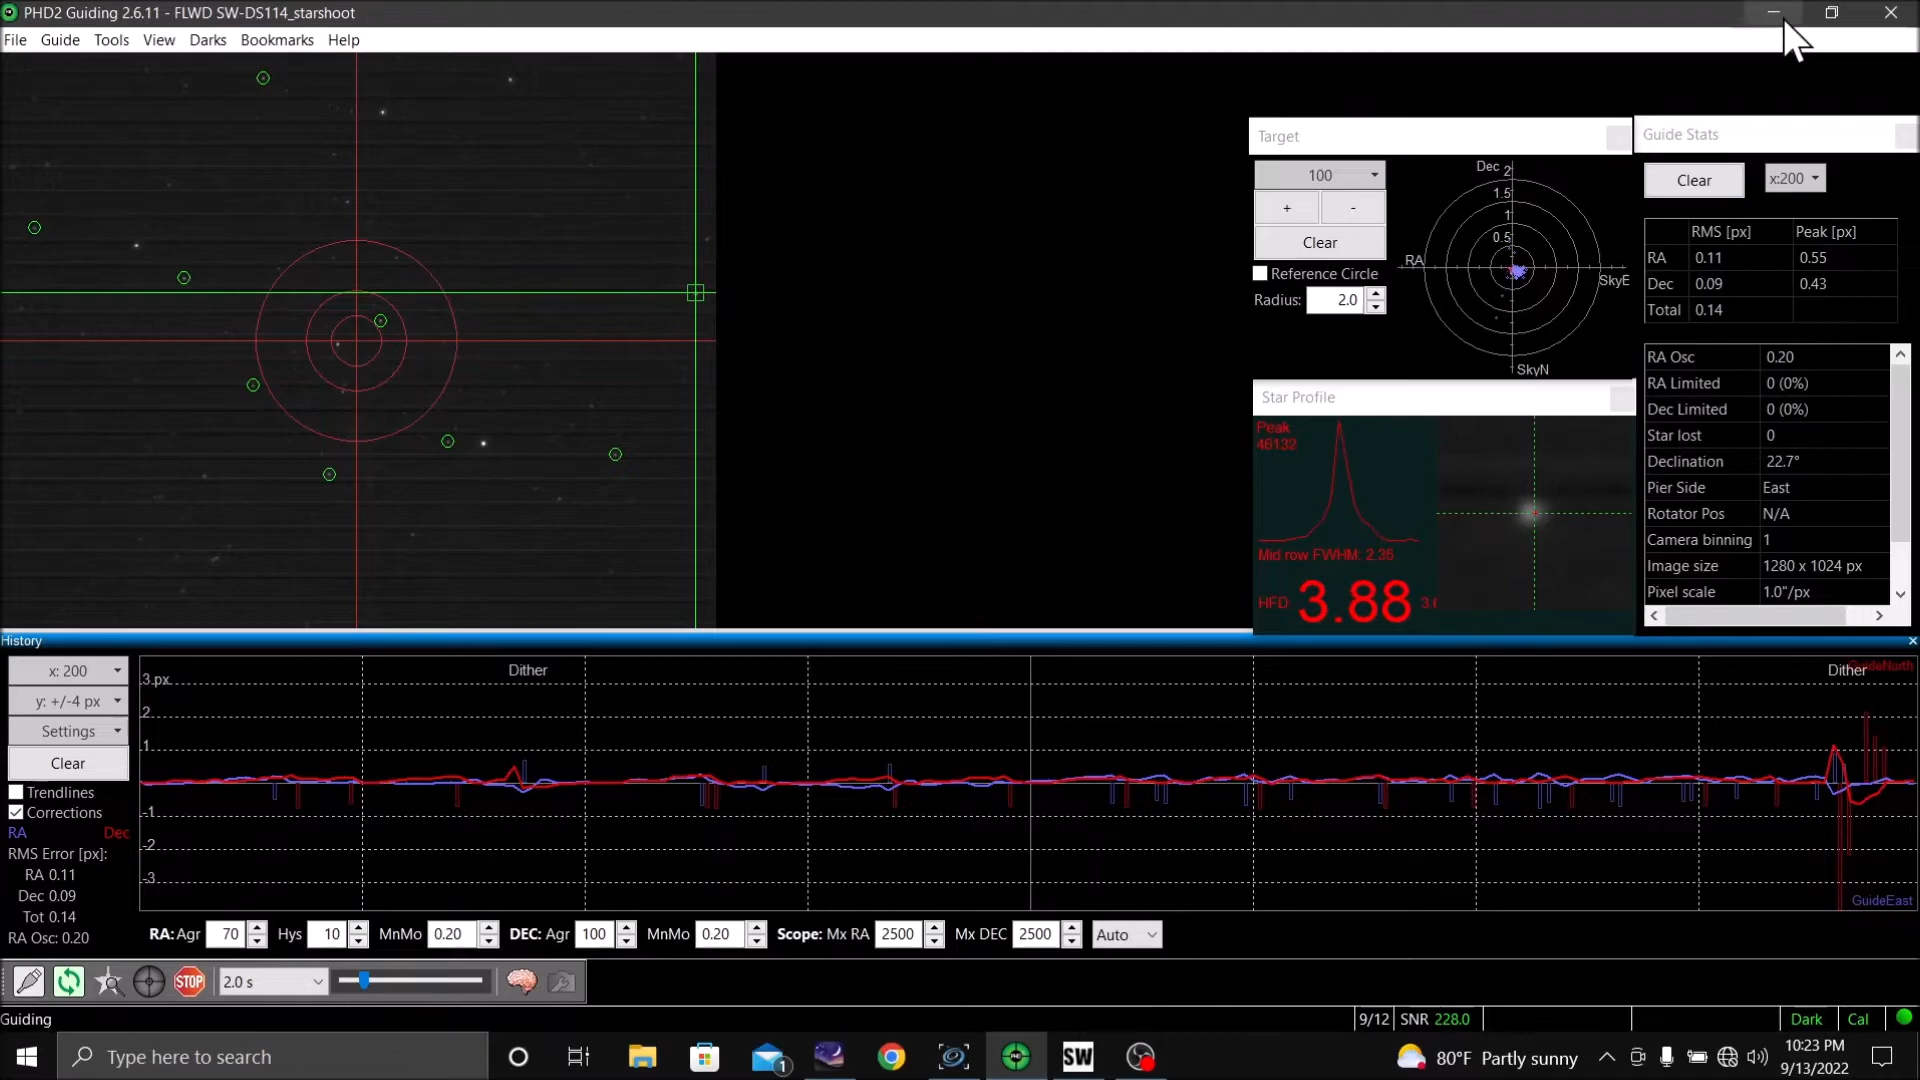 PHD2 Guiding 2.6.11 - FLWD SW-DS114_starshoot
File Guide Tools View Darks Bookmarks Help
Target
100
+ -
Clear
Reference Circle
Radius: 2.0
Dec 2
1.5
1
0.5
RA
SkyE
SkyN
Guide Stats
Clear x:200
RMS [px] Peak [px]
RA 0.11 0.55
Dec 0.09 0.43
Total 0.14
Star Profile
Peak
46132
Mid row FWHM: 2.35
HFD: 3.88
RA Osc 0.20
RA Limited 0 (0%)
Dec Limited 0 (0%)
Star lost 0
Declination 22.7°
Pier Side East
Rotator Pos N/A
Camera binning 1
Image size 1280 x 1024 px
Pixel scale 1.0"/px
History
x: 200
y: +/-4 px
Settings
Clear
Trendlines
Corrections
RA Dec
RMS Error [px]:
RA 0.11
Dec 0.09
Tot 0.14
RA Osc: 0.20
Dither Dither GuideNorth
3 px
2
1
-1
-2
-3
GuideEast
RA: Agr 70 Hys 10 MnMo 0.20 DEC: Agr 100 MnMo 0.20 Scope: Mx RA 2500 Mx DEC 2500 Auto
STOP 2.0 s
Guiding 9/12 SNR 228.0 Dark Cal
Type here to search 1 PHD SW 80°F Partly sunny 10:23 PM
9/13/2022